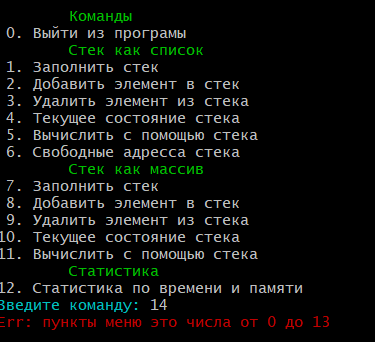 Команды
0. Выйти из програмы
Стек как список
1. Заполнить стек
2. Добавить элемент в стек
3. Удалить элемент из стека
4. Текущее состояние стека
5. Вычислить с помощью стека
6. Свободные адресса стека
Стек как массив
7. Заполнить стек
8. Добавить элемент в стек
9. Удалить элемент из стека
10. Текущее состояние стека
11. Вычислить с помощью стека
Статистика
12. Статистика по времени и памяти
Введите команду: 14
Err: пункты меню это числа от 0 до 13